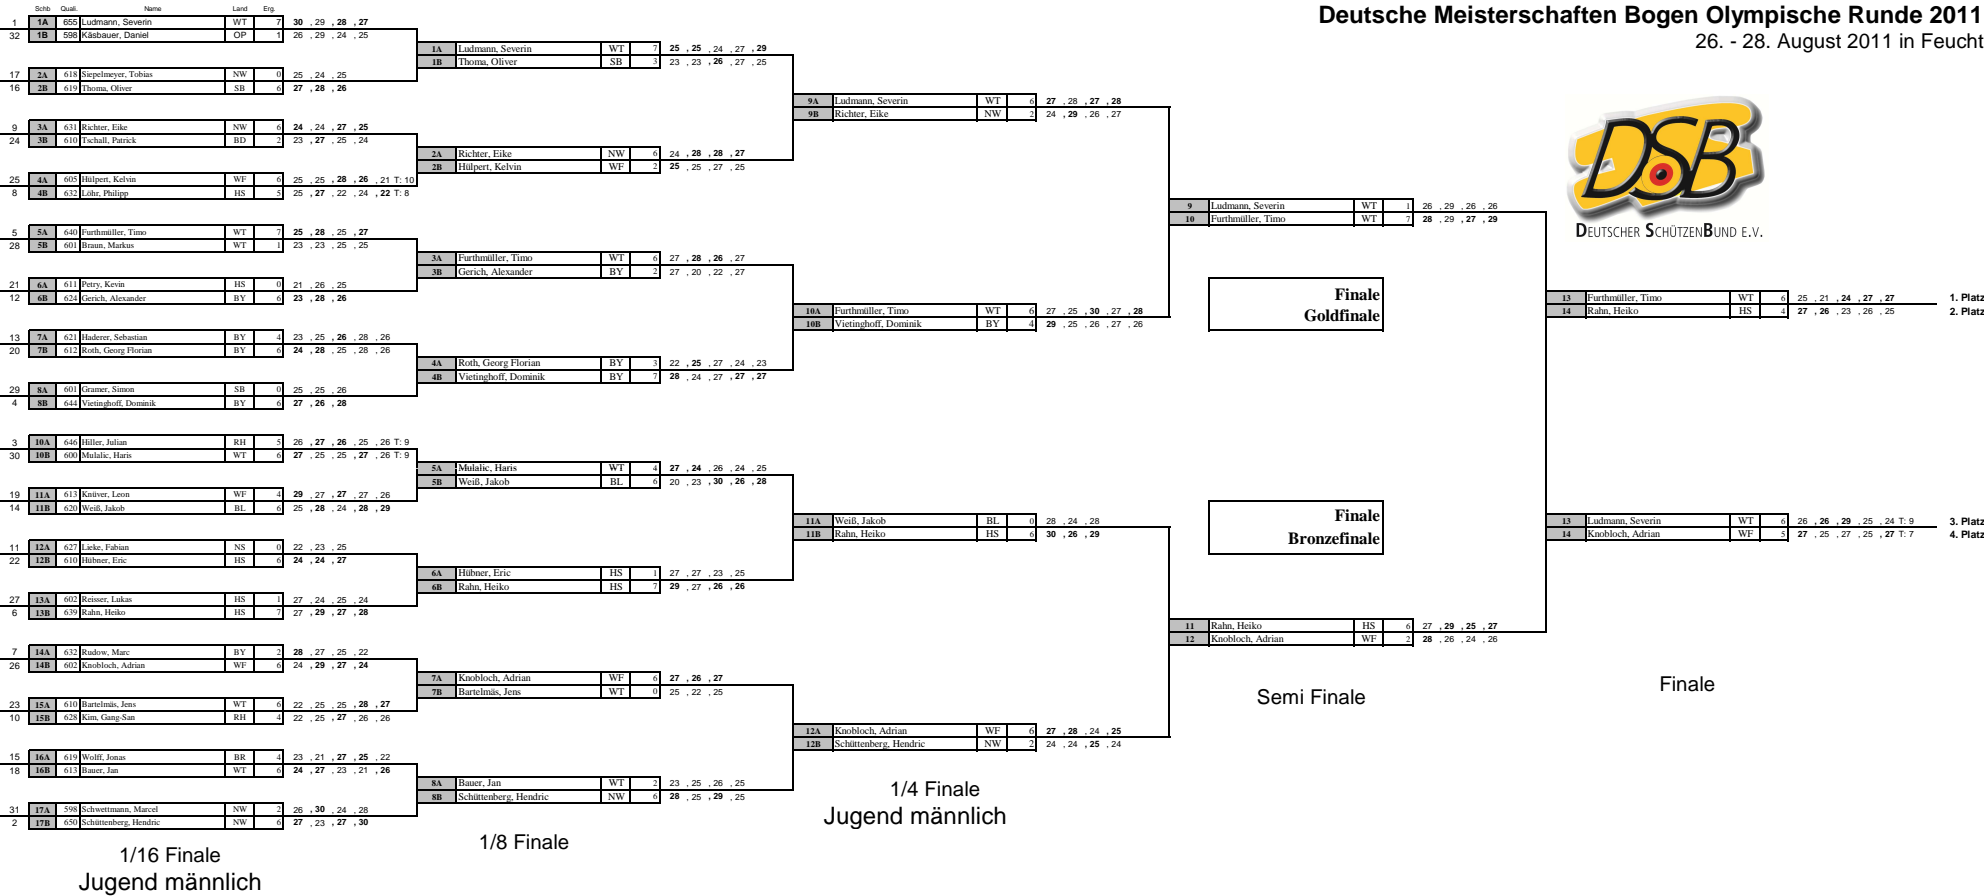 Deutsche Meisterschaften Bogen Olympische Runde 2011
26. - 28. August 2011 in Feucht
DSB
DEUTSCHER SCHÜTZENBUND E.V.
Schb Quali. Name Land Erg.
1 1A 655 Ludmann, Severin WT 7 30 , 29 , 28 , 27
32 1B 598 Käsbauer, Daniel OP 1 26 , 29 , 24 , 25
17 2A 618 Siepelmeyer, Tobias NW 0 25 , 24 , 25
16 2B 619 Thoma, Oliver SB 6 27 , 28 , 26
9 3A 631 Richter, Eike NW 6 24 , 24 , 27 , 25
24 3B 610 Tschall, Patrick BD 2 23 , 27 , 25 , 24
25 4A 605 Hülpert, Kelvin WF 6 25 , 25 , 28 , 26 , 21 T: 10
8 4B 632 Löhr, Philipp HS 5 25 , 27 , 22 , 24 , 22 T: 8
5 5A 640 Furthmüller, Timo WT 7 25 , 28 , 25 , 27
28 5B 601 Braun, Markus WT 1 23 , 23 , 25 , 25
21 6A 611 Petry, Kevin HS 0 21 , 26 , 25
12 6B 624 Gerich, Alexander BY 6 23 , 28 , 26
13 7A 621 Haderer, Sebastian BY 4 23 , 25 , 26 , 28 , 26
20 7B 612 Roth, Georg Florian BY 6 24 , 28 , 25 , 28 , 26
29 8A 601 Gramer, Simon SB 0 25 , 25 , 26
4 8B 644 Vietinghoff, Dominik BY 6 27 , 26 , 28
3 10A 646 Hiller, Julian RH 5 26 , 27 , 26 , 25 , 26 T: 9
30 10B 600 Mulalic, Haris WT 6 27 , 25 , 25 , 27 , 26 T: 9
19 11A 613 Knüver, Leon WF 4 29 , 27 , 27 , 27 , 26
14 11B 620 Weiß, Jakob BL 6 25 , 28 , 24 , 28 , 29
11 12A 627 Lieke, Fabian NS 0 22 , 23 , 25
22 12B 610 Hübner, Eric HS 6 24 , 24 , 27
27 13A 602 Reisser, Lukas HS 1 27 , 24 , 25 , 24
6 13B 639 Rahn, Heiko HS 7 27 , 29 , 27 , 28
7 14A 632 Rudow, Marc BY 2 28 , 27 , 25 , 22
26 14B 602 Knobloch, Adrian WF 6 24 , 29 , 27 , 24
23 15A 610 Bartelmäs, Jens WT 6 22 , 25 , 25 , 28 , 27
10 15B 628 Kim, Gang-San RH 4 22 , 25 , 27 , 26 , 26
15 16A 619 Wolff, Jonas BR 4 23 , 21 , 27 , 25 , 22
18 16B 613 Bauer, Jan WT 6 24 , 27 , 23 , 21 , 26
31 17A 598 Schwettmann, Marcel NW 2 26 , 30 , 24 , 28
2 17B 650 Schüttenberg, Hendric NW 6 27 , 23 , 27 , 30
1/16 Finale
Jugend männlich
1A Ludmann, Severin WT 7 25 , 25 , 24 , 27 , 29
1B Thoma, Oliver SB 3 23 , 23 , 26 , 27 , 25
2A Richter, Eike NW 6 24 , 28 , 28 , 27
2B Hülpert, Kelvin WF 2 25 , 25 , 27 , 25
3A Furthmüller, Timo WT 6 27 , 28 , 26 , 27
3B Gerich, Alexander BY 2 27 , 20 , 22 , 27
4A Roth, Georg Florian BY 3 22 , 25 , 27 , 24 , 23
4B Vietinghoff, Dominik BY 7 28 , 24 , 27 , 27 , 27
5A Mulalic, Haris WT 4 27 , 24 , 26 , 24 , 25
5B Weiß, Jakob BL 6 20 , 23 , 30 , 26 , 28
6A Hübner, Eric HS 1 27 , 27 , 23 , 25
6B Rahn, Heiko HS 7 29 , 27 , 26 , 26
7A Knobloch, Adrian WF 6 27 , 26 , 27
7B Bartelmäs, Jens WT 0 25 , 22 , 25
8A Bauer, Jan WT 2 23 , 25 , 26 , 25
8B Schüttenberg, Hendric NW 6 28 , 25 , 29 , 25
1/8 Finale
9A Ludmann, Severin WT 6 27 , 28 , 27 , 28
9B Richter, Eike NW 2 24 , 29 , 26 , 27
10A Furthmüller, Timo WT 6 27 , 25 , 30 , 27 , 28
10B Vietinghoff, Dominik BY 4 29 , 25 , 26 , 27 , 26
11A Weiß, Jakob BL 0 28 , 24 , 28
11B Rahn, Heiko HS 6 30 , 26 , 29
12A Knobloch, Adrian WF 6 27 , 28 , 24 , 25
12B Schüttenberg, Hendric NW 2 24 , 24 , 25 , 24
1/4 Finale
Jugend männlich
9 Ludmann, Severin WT 1 26 , 29 , 26 , 26
10 Furthmüller, Timo WT 7 28 , 29 , 27 , 29
Finale
Goldfinale
Finale
Bronzefinale
11 Rahn, Heiko HS 6 27 , 29 , 25 , 27
12 Knobloch, Adrian WF 2 28 , 26 , 24 , 26
Semi Finale
13 Furthmüller, Timo WT 6 25 , 21 , 24 , 27 , 27 1. Platz
14 Rahn, Heiko HS 4 27 , 26 , 23 , 26 , 25 2. Platz
13 Ludmann, Severin WT 6 26 , 26 , 29 , 25 , 24 T: 9 3. Platz
14 Knobloch, Adrian WF 5 27 , 25 , 27 , 25 , 27 T: 7 4. Platz
Finale